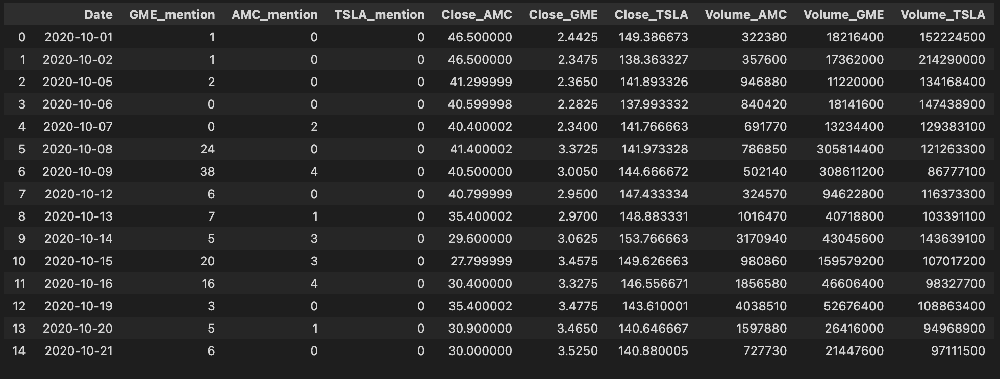 Date GME_mention AMC_mention TSLA_mention Close_AMC Close_GME Close_TSLA Volume_AMC Volume_GME Volume_TSLA
0 2020-10-01 1 0 0 46.500000 2.4425 149.386673 322380 18216400 152224500
1 2020-10-02 1 0 0 46.500000 2.3475 138.363327 357600 17362000 214290000
2 2020-10-05 2 0 0 41.299999 2.3650 141.893326 946880 11220000 134168400
3 2020-10-06 0 0 0 40.599998 2.2825 137.993332 840420 18141600 147438900
4 2020-10-07 0 2 0 40.400002 2.3400 141.766663 691770 13234400 129383100
5 2020-10-08 24 0 0 41.400002 3.3725 141.973328 786850 305814400 121263300
6 2020-10-09 38 4 0 40.500000 3.0050 144.666672 502140 308611200 86777100
7 2020-10-12 6 0 0 40.799999 2.9500 147.433334 324570 94622800 116373300
8 2020-10-13 7 1 0 35.400002 2.9700 148.883331 1016470 40718800 103391100
9 2020-10-14 5 3 0 29.600000 3.0625 153.766663 3170940 43045600 143639100
10 2020-10-15 20 3 0 27.799999 3.4575 149.626663 980860 159579200 107017200
11 2020-10-16 16 4 0 30.400000 3.3275 146.556671 1856580 46606400 98327700
12 2020-10-19 3 0 0 35.400002 3.4775 143.610001 4038510 52676400 108863400
13 2020-10-20 5 1 0 30.900000 3.4650 140.646667 1597880 26416000 94968900
14 2020-10-21 6 0 0 30.000000 3.5250 140.880005 727730 21447600 97111500